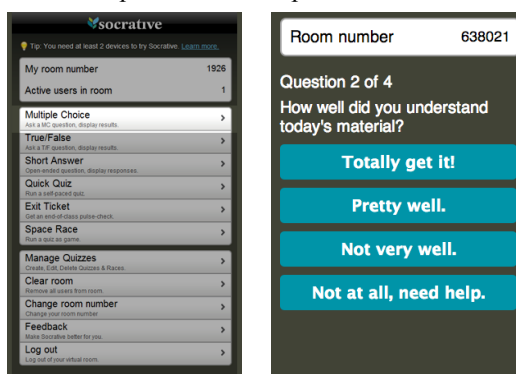 socrative
Tip: You need at least 2 devices to try Socrative. Learn more.
My room number 1926
Active users in room 1
Multiple Choice
Ask a MC question, display results.
True/False
Ask a T/F question, display results.
Short Answer
Open-ended question, display responses.
Quick Quiz
Run a self-paced quiz.
Exit Ticket
Get an end-of-class pulse-check.
Space Race
Run a quiz as game.
Manage Quizzes
Create, Edit, Delete Quizzes & Races.
Clear room
Remove all users from room.
Change room number
Change your room number
Feedback
Make Socrative better for you.
Log out
Log out of your virtual room.
Room number 638021
Question 2 of 4
How well did you understand
today's material?
Totally get it!
Pretty well.
Not very well.
Not at all, need help.